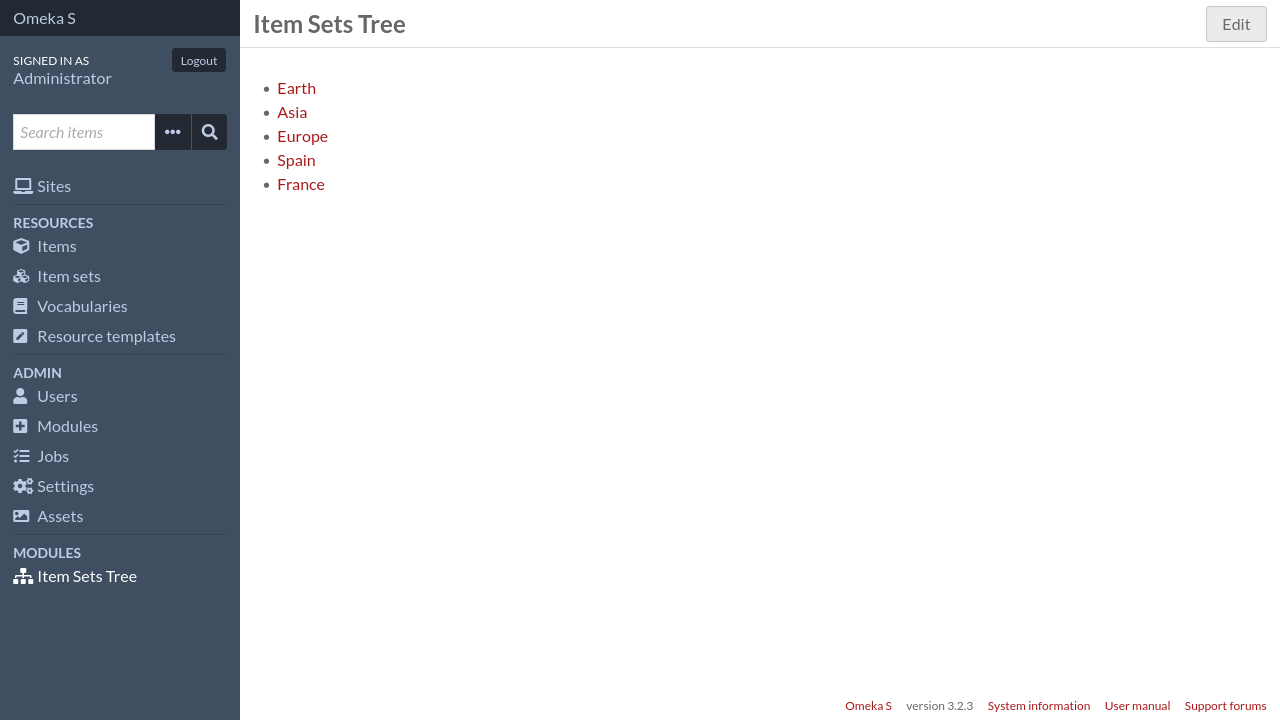 Omeka S
SIGNED IN AS
Administrator
Logout
Search items
Sites
RESOURCES
Items
Item sets
Vocabularies
Resource templates
ADMIN
Users
Modules
Jobs
Settings
Assets
MODULES
Item Sets Tree
Item Sets Tree
Edit
Earth
Asia
Europe
Spain
France
Omeka S version 3.2.3 System information User manual Support forums